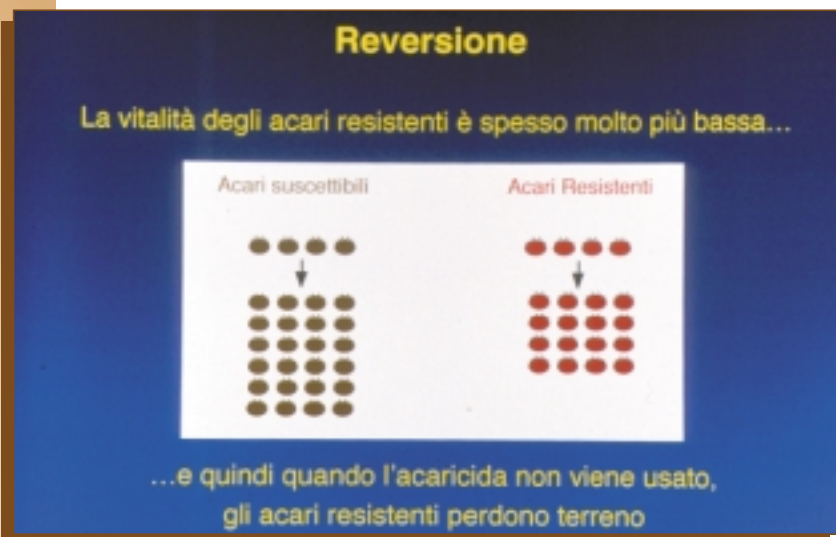 Reversione
La vitalità degli acari resistenti è spesso molto più bassa...
Acari suscettibili
Acari Resistenti
...e quindi quando l'acaricida non viene usato,
gli acari resistenti perdono terreno